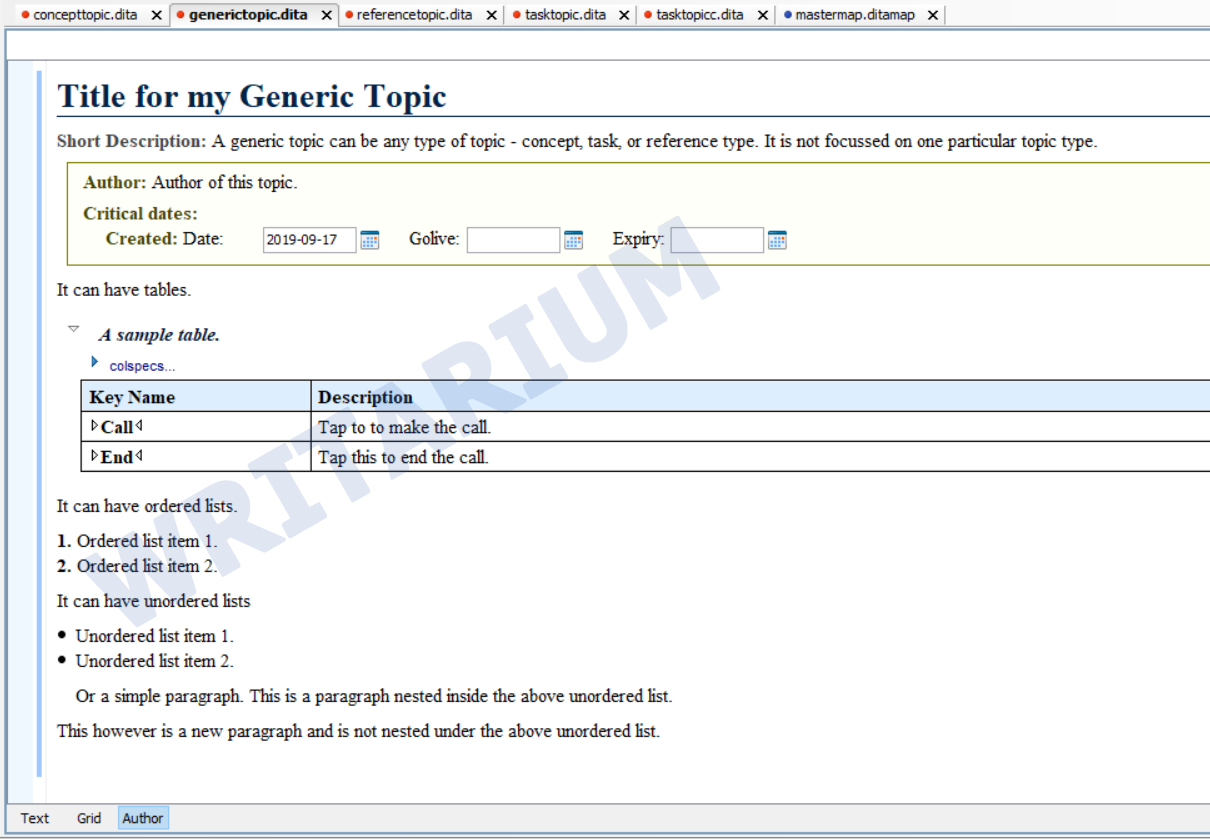 concepttopic.dita × generictopic.dita × referencetopic.dita × tasktopic.dita × tasktopicc.dita × mastermap.ditamap ×
Title for my Generic Topic
Short Description: A generic topic can be any type of topic - concept, task, or reference type. It is not focussed on one particular topic type.
Author: Author of this topic.
Critical dates:
Created: Date: 2019-09-17 Golive: Expiry:
It can have tables.
A sample table.
colspecs...
Key Name Description
Call Tap to to make the call.
End Tap this to end the call.
It can have ordered lists.
1. Ordered list item 1.
2. Ordered list item 2.
It can have unordered lists
• Unordered list item 1.
• Unordered list item 2.
Or a simple paragraph. This is a paragraph nested inside the above unordered list.
This however is a new paragraph and is not nested under the above unordered list.
WRITARIUM
Text Grid Author